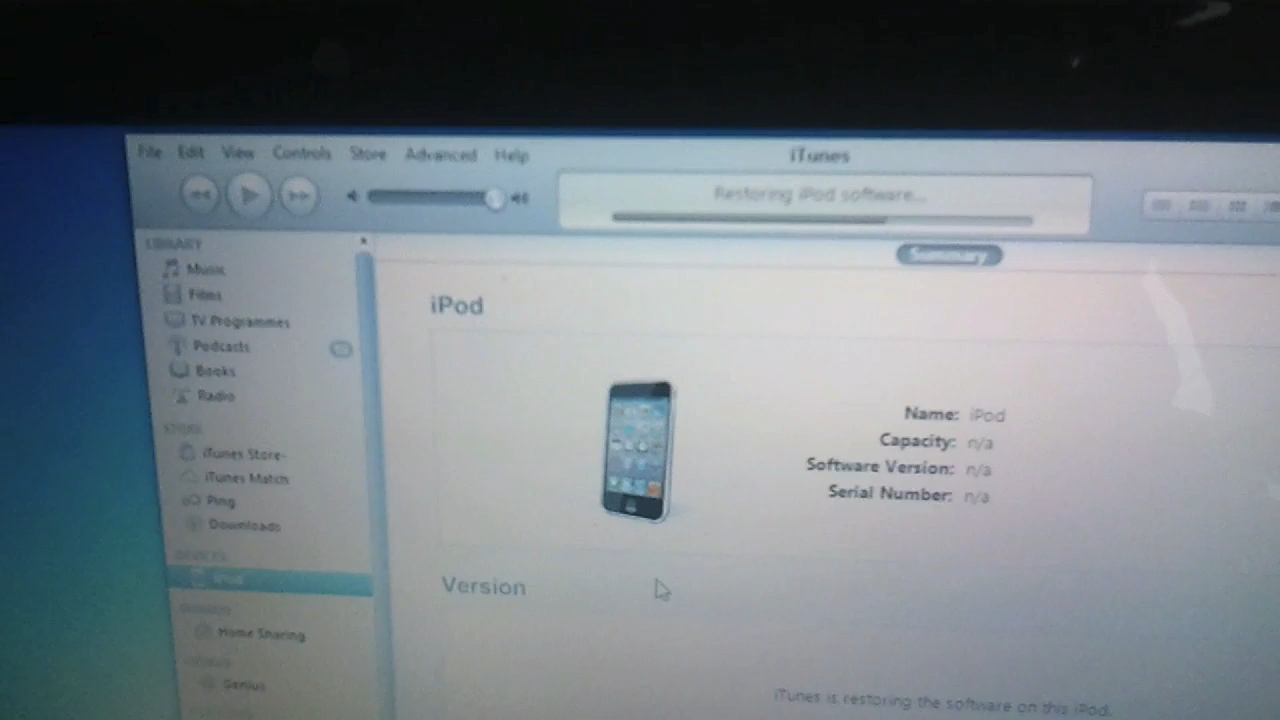 File Edit View Controls Store Advanced Help
iTunes
Restoring iPod software...
Summary
LIBRARY
Music
Films
TV Programmes
Podcasts
Books
Radio
STORE
iTunes Store
iTunes Match
Ping
Downloads
DEVICES
iPod
Home Sharing
Genius
iPod
Name: iPod
Capacity: n/a
Software Version: n/a
Serial Number: n/a
Version
iTunes is restoring the software on this iPod.